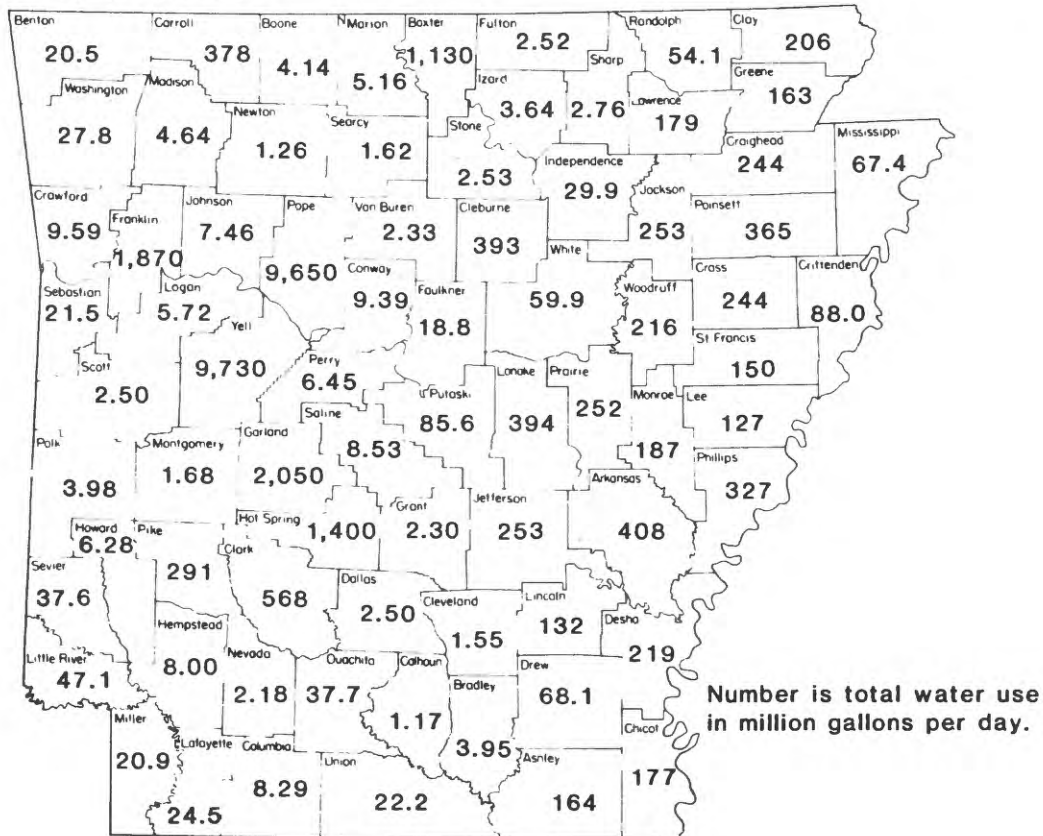 Benton
Carroll
Boone
Marion
Baxter
Fulton
Randolph
Clay
20.5
378
4.14
5.16
1,130
2.52
Sharp
54.1
206
Washington
Madison
Izard
Greene
27.8
4.64
Newton
1.26
Searcy
1.62
Stone
2.53
3.64
2.76
Lawrence
179
163
Craighead
244
Mississippi
67.4
Independence
29.9
Jackson
253
Poinsett
365
Crawford
9.59
Franklin
1,870
Johnson
7.46
Pope
9,650
Van Buren
2.33
Cleburne
393
White
59.9
Conway
9.39
Faulkner
18.8
Woodruff
216
Cross
244
Crittenden
88.0
Sebastian
21.5
Logan
5.72
Yell
9,730
St Francis
150
Scott
2.50
Perry
6.45
Saline
8.53
Pulaski
85.6
Lonoke
394
Prairie
252
Monroe
187
Lee
127
Polk
3.98
Montgomery
1.68
Garland
2,050
Phillips
327
Arkansas
408
Hot Spring
1,400
Grant
2.30
Jefferson
253
Howard
6.28
Pike
291
Clark
568
Sevier
37.6
Dallas
2.50
Cleveland
1.55
Lincoln
132
Desha
219
Hempstead
8.00
Little River
47.1
Nevada
2.18
Ouachita
37.7
Calhoun
1.17
Bradley
3.95
Drew
68.1
Number is total water use
in million gallons per day.
Chicot
177
Miller
20.9
Lafayette
24.5
Columbia
8.29
Union
22.2
Ashley
164